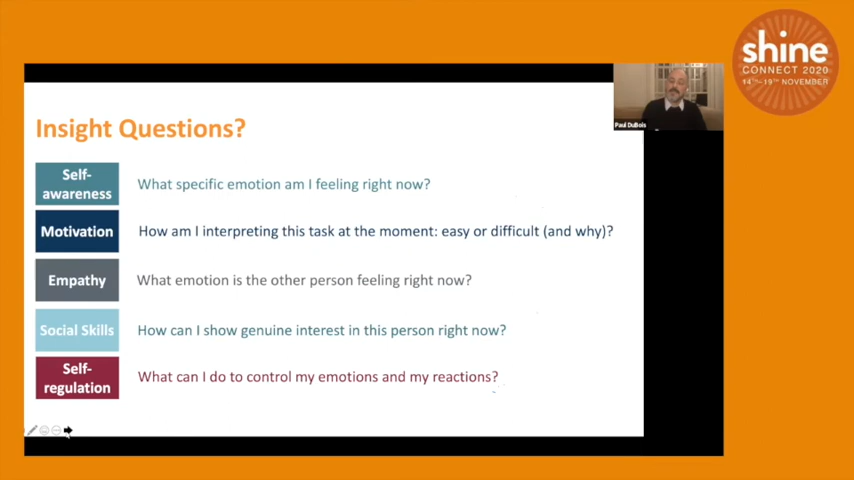 shine
CONNECT 2020
14TH-19TH NOVEMBER
Paul DuBois
Insight Questions?
Self-
awareness
What specific emotion am I feeling right now?
Motivation
How am I interpreting this task at the moment: easy or difficult (and why)?
Empathy
What emotion is the other person feeling right now?
Social Skills
How can I show genuine interest in this person right now?
Self-
regulation
What can I do to control my emotions and my reactions?